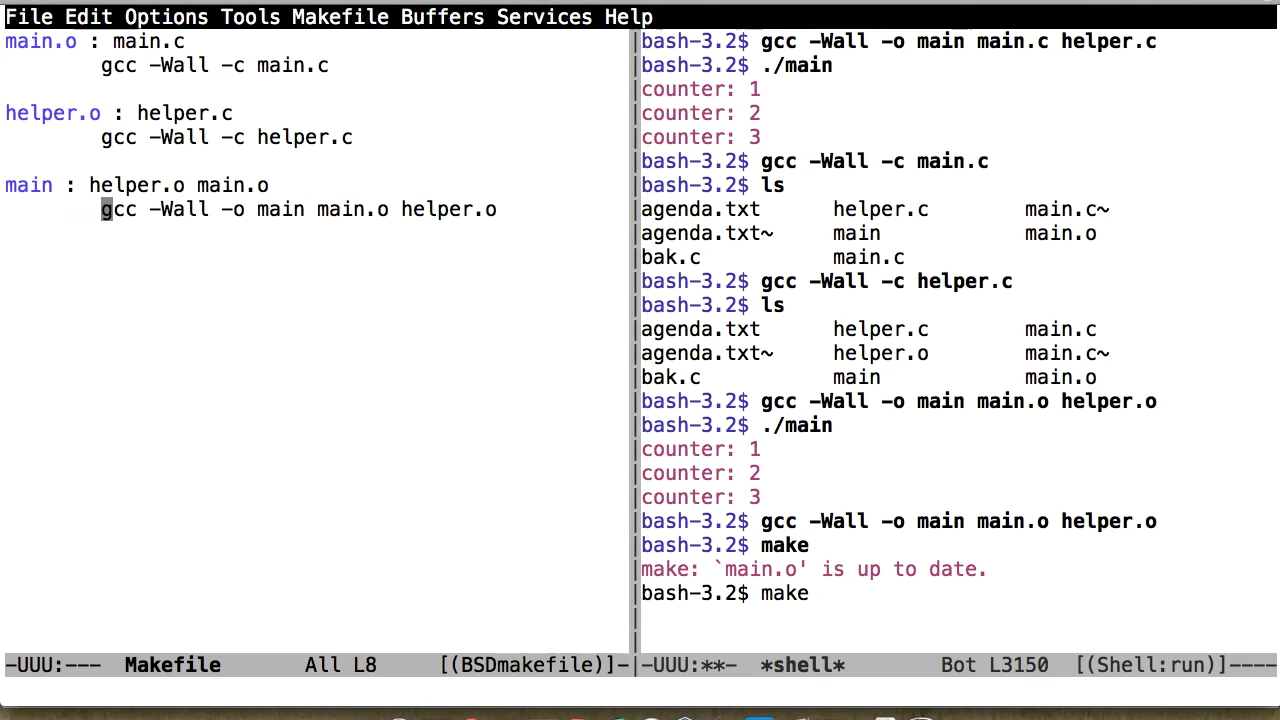 File Edit Options Tools Makefile Buffers Services Help
main.o : main.c
gcc -Wall -c main.c
helper.o : helper.c
gcc -Wall -c helper.c
main : helper.o main.o
gcc -Wall -o main main.o helper.o
-UUU:--- Makefile All L8 [(BSDmakefile)]-
bash-3.2$ gcc -Wall -o main main.c helper.c
bash-3.2$ ./main
counter: 1
counter: 2
counter: 3
bash-3.2$ gcc -Wall -c main.c
bash-3.2$ ls
agenda.txt helper.c main.c~
agenda.txt~ main main.o
bak.c main.c
bash-3.2$ gcc -Wall -c helper.c
bash-3.2$ ls
agenda.txt helper.c main.c
agenda.txt~ helper.o main.c~
bak.c main main.o
bash-3.2$ gcc -Wall -o main main.o helper.o
bash-3.2$ ./main
counter: 1
counter: 2
counter: 3
bash-3.2$ gcc -Wall -o main main.o helper.o
bash-3.2$ make
make: `main.o' is up to date.
bash-3.2$ make
-UUU:**- *shell* Bot L3150 [(Shell:run)]----